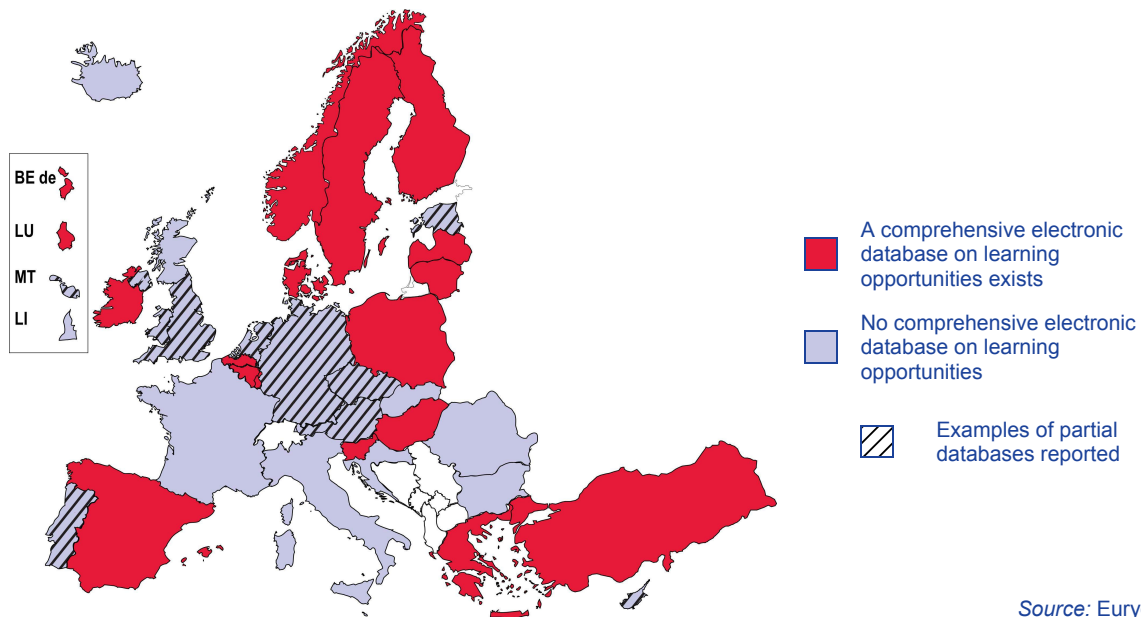 BE de
LU
MT
LI
A comprehensive electronic
database on learning
opportunities exists
No comprehensive electronic
database on learning
opportunities
Examples of partial
databases reported
Source: Eury